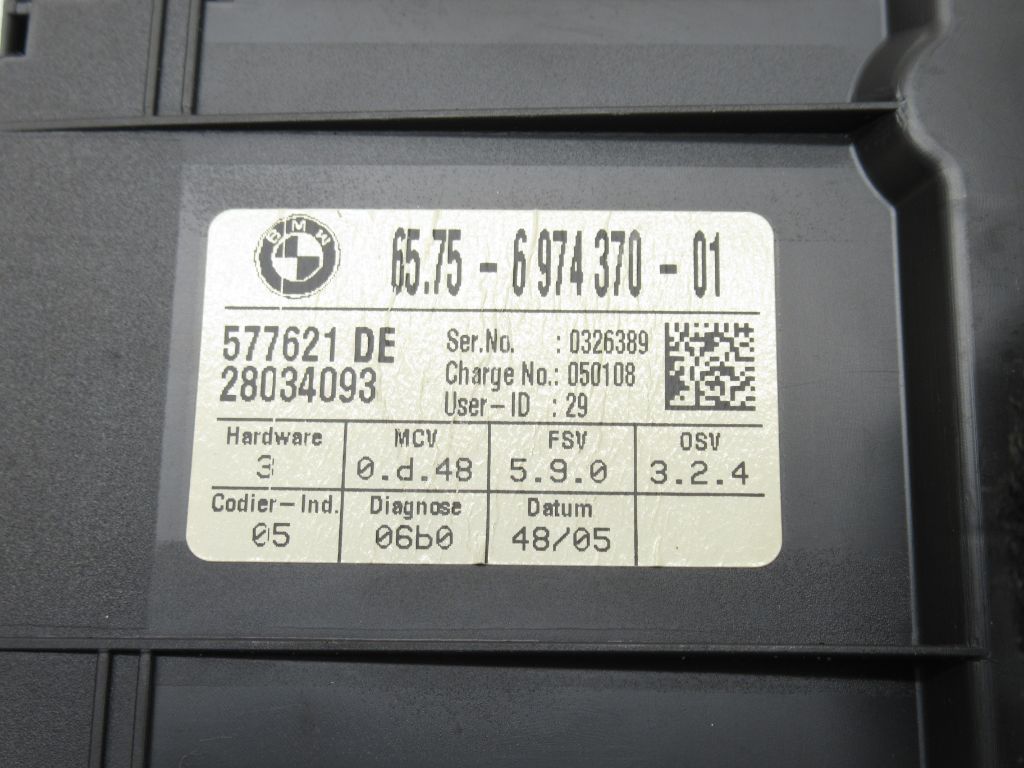 BMW
65.75 - 6 974 370 - 01
577621 DE
28034093
Ser.No. : 0326389
Charge No.: 050108
User-ID : 29
Hardware MCV FSV OSV
3 0.d.48 5.9.0 3.2.4
Codier-Ind. Diagnose Datum
05 06b0 48/05